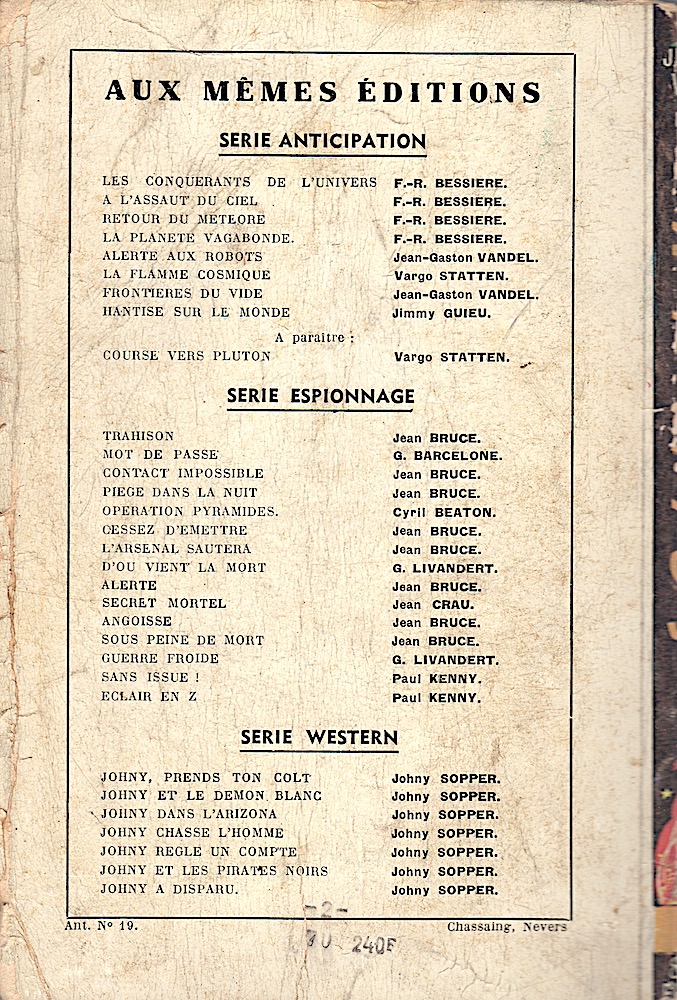 AUX MÊMES ÉDITIONS
SERIE ANTICIPATION
LES CONQUERANTS DE L'UNIVERS F.-R. BESSIERE.
A L'ASSAUT DU CIEL . F.-R. BESSIERE.
RETOUR DU METEORE F.-R. BESSIERE.
LA PLANETE VAGABONDE. F.-R. BESSIERE.
ALERTE AUX ROBOTS Jean-Gaston VANDEL.
LA FLAMME COSMIQUE Vargo STATTEN.
FRONTIERES DU VIDE Jean-Gaston VANDEL.
HANTISE SUR LE MONDE Jimmy GUIEU.
A paraitre :
COURSE VERS PLUTON Vargo STATTEN.
SERIE ESPIONNAGE
TRAHISON Jean BRUCE.
MOT DE PASSE G. BARCELONE.
CONTACT IMPOSSIBLE Jean BRUCE.
PIEGE DANS LA NUIT Jean BRUCE.
OPERATION PYRAMIDES. Cyril BEATON.
CESSEZ D'EMETTRE Jean BRUCE.
L'ARSENAL SAUTERA Jean BRUCE.
D'OU VIENT LA MORT G. LIVANDERT.
ALERTE Jean BRUCE.
SECRET MORTEL Jean CRAU.
ANGOISSE Jean BRUCE.
SOUS PEINE DE MORT Jean BRUCE.
GUERRE FROIDE G. LIVANDERT.
SANS ISSUE ! Paul KENNY.
ECLAIR EN Z Paul KENNY.
SERIE WESTERN
JOHNY, PRENDS TON COLT Johny SOPPER.
JOHNY ET LE DEMON BLANC Johny SOPPER.
JOHNY DANS L'ARIZONA Johny SOPPER.
JOHNY CHASSE L'HOMME Johny SOPPER.
JOHNY REGLE UN COMPTE Johny SOPPER.
JOHNY ET LES PIRATES NOIRS Johny SOPPER.
JOHNY A DISPARU. Johny SOPPER.
Ant. N° 19. Chassaing, Nevers
-2-
240F